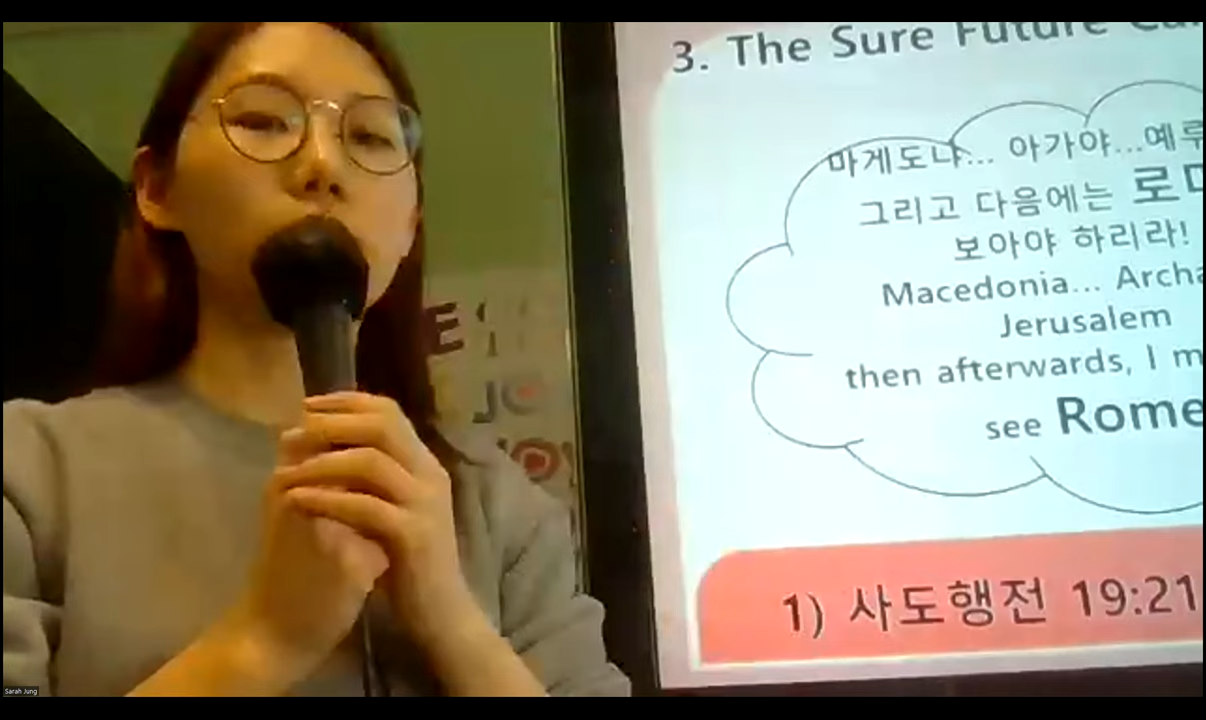 3. The Sure Future
마게도냐... 아가야...예루
그리고 다음에는 로마
보아야 하리라!
Macedonia... Archa
Jerusalem
then afterwards, I m
see Rome
1) 사도행전 19:21
E
JO
Sarah Jung